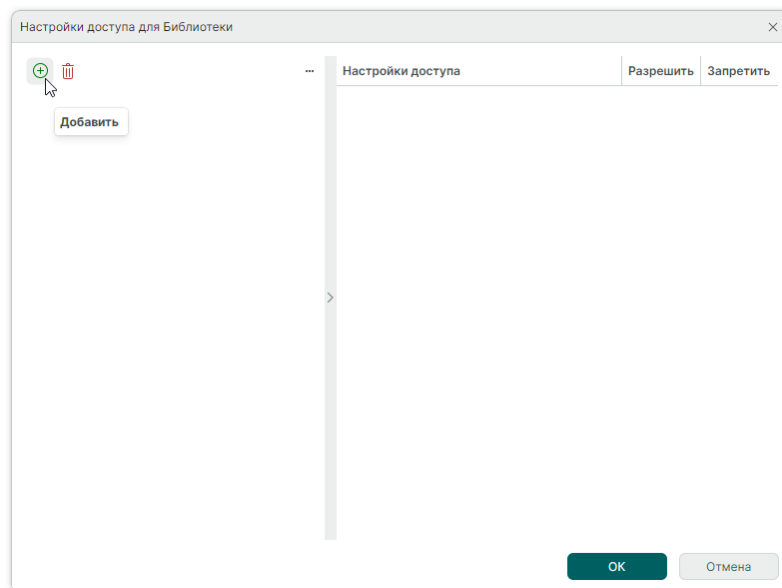 Настройки доступа для Библиотеки
Настройки доступа Разрешить Запретить
Добавить
OK Отмена